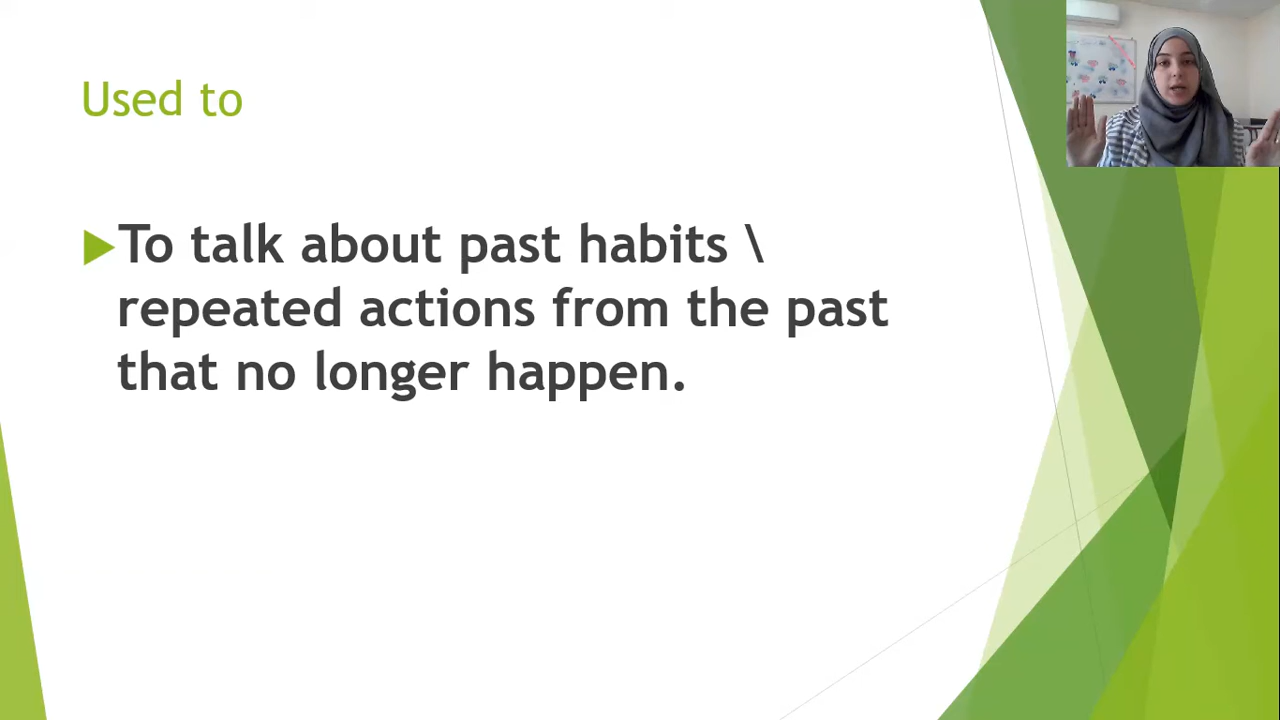 Used to
To talk about past habits \
repeated actions from the past
that no longer happen.